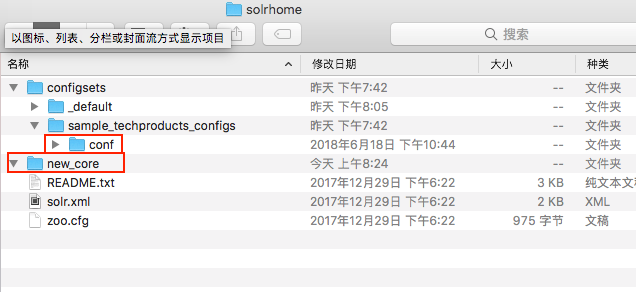 solrhome
以图标、列表、分栏或封面流方式显示项目
搜索
名称 修改日期 大小 种类
configsets 昨天 下午7:42 -- 文件夹
_default 昨天 下午8:05 -- 文件夹
sample_techproducts_configs 昨天 下午7:42 -- 文件夹
conf 2018年6月18日 下午10:44 -- 文件夹
new_core 今天 上午8:24 -- 文件夹
README.txt 2017年12月29日 下午6:22 3 KB 纯文本文
solr.xml 2017年12月29日 下午6:22 2 KB XML
zoo.cfg 2017年12月29日 下午6:22 975 字节 文稿